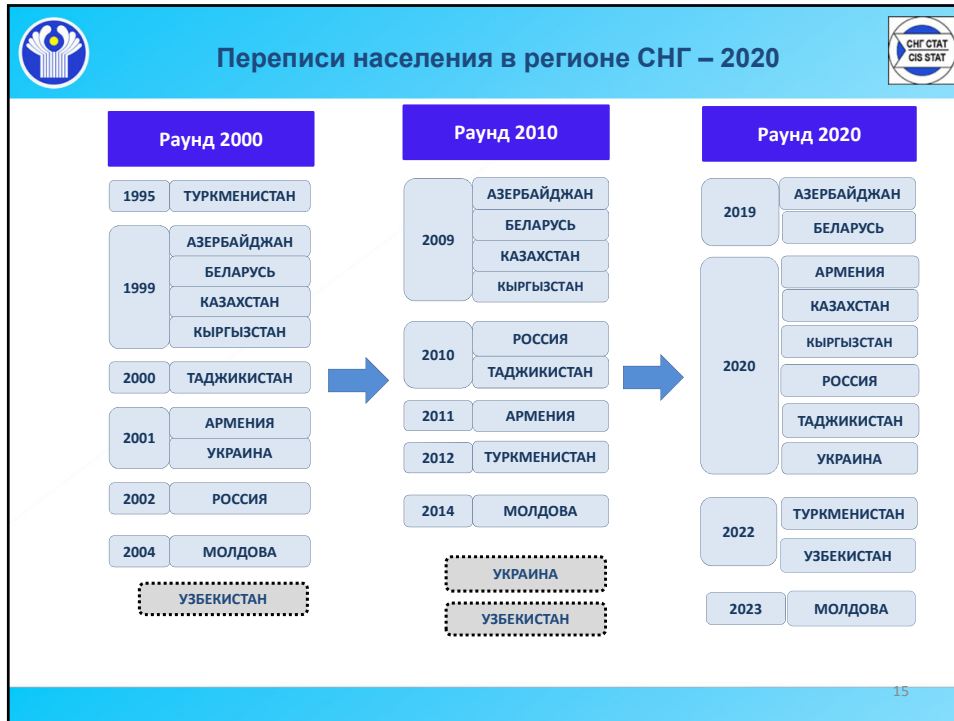 Переписи населения в регионе СНГ – 2020
СНГ СТАТ
CIS STAT
Раунд 2000
1995
ТУРКМЕНИСТАН
1999
АЗЕРБАЙДЖАН
БЕЛАРУСЬ
КАЗАХСТАН
КЫРГЫЗСТАН
2000
ТАДЖИКИСТАН
2001
АРМЕНИЯ
УКРАИНА
2002
РОССИЯ
2004
МОЛДОВА
УЗБЕКИСТАН
Раунд 2010
2009
АЗЕРБАЙДЖАН
БЕЛАРУСЬ
КАЗАХСТАН
КЫРГЫЗСТАН
2010
РОССИЯ
ТАДЖИКИСТАН
2011
АРМЕНИЯ
2012
ТУРКМЕНИСТАН
2014
МОЛДОВА
УКРАИНА
УЗБЕКИСТАН
Раунд 2020
2019
АЗЕРБАЙДЖАН
БЕЛАРУСЬ
2020
АРМЕНИЯ
КАЗАХСТАН
КЫРГЫЗСТАН
РОССИЯ
ТАДЖИКИСТАН
УКРАИНА
2022
ТУРКМЕНИСТАН
УЗБЕКИСТАН
2023
МОЛДОВА
15